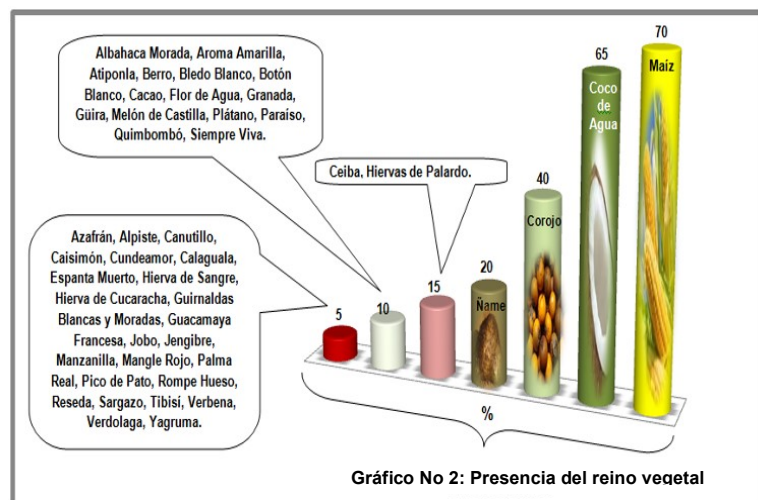 Albahaca Morada, Aroma Amarilla,
Atiponla, Berro, Bledo Blanco, Botón
Blanco, Cacao, Flor de Agua, Granada,
Güira, Melón de Castilla, Plátano, Paraíso,
Quimbombó, Siempre Viva.
Ceiba, Hiervas de Palardo.
Azafrán, Alpiste, Canutillo,
Caisimón, Cundeamor, Calaguala,
Espanta Muerto, Hierva de Sangre,
Hierva de Cucaracha, Guirnaldas
Blancas y Moradas, Guacamaya
Francesa, Jobo, Jengibre,
Manzanilla, Mangle Rojo, Palma
Real, Pico de Pato, Rompe Hueso,
Reseda, Sargazo, Tibisí, Verbena,
Verdolaga, Yagruma.
5
10
15
20
Ñame
40
Corojo
65
Coco
de
Agua
70
Maíz
%
Gráfico No 2: Presencia del reino vegetal